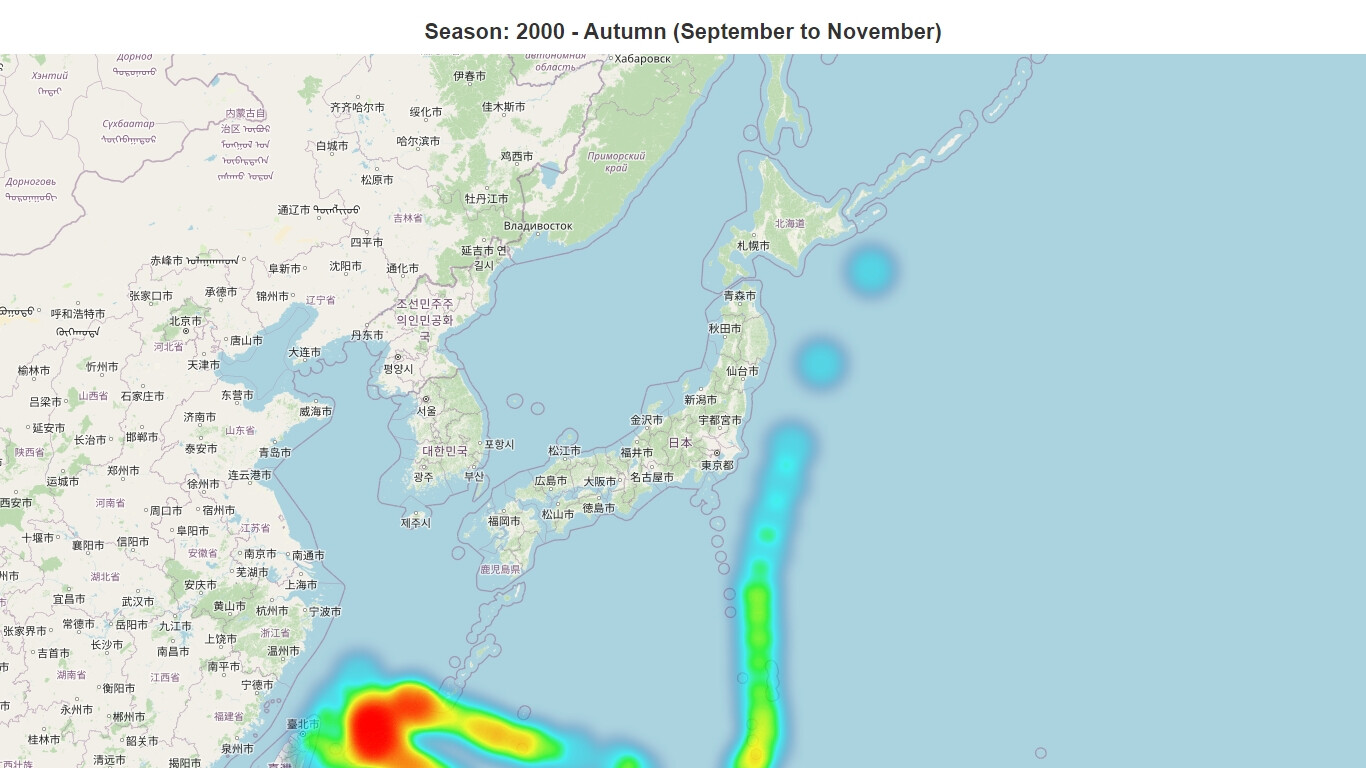 Season: 2000 - Autumn (September to November)
Дорнод
автономная
область
Хабаровск
Хэнтий
伊春市
齐齐哈尔市
绥化市
佳木斯市
内蒙古自
治区
Сүхбаатар
白城市
哈尔滨市
鸡西市
Приморский
край
松原市
Дорноговь
牡丹江市
通辽市
吉林省
Владивосток
北海道
四平市
札幌市
延吉市 연
길시
赤峰市
阜新市
沈阳市
通化市
张家口市
承德市
锦州市
辽宁省
조선민주주
의인민공화
국
青森市
呼和浩特市
北京市
秋田市
河北省
唐山市
丹东市
大连市
天津市
평양시
榆林市
忻州市
仙台市
吕梁市
山西省
石家庄市
东营市
威海市
서울
新潟市
济南市
金沢市
宇都宮市
延安市
长治市
邯郸市
山东省
泰安市
青岛市
대한민국
포항시
松江市
福井市
日本
東京都
陕西省
郑州市
运城市
徐州市
连云港市
광주
부산
広島市
大阪市
名古屋市
西安市
河南省
周口市
宿州市
제주시
福岡市
松山市
徳島市
十堰市
襄阳市
信阳市
阜阳市
江苏省
安徽省
南京市
南通市
鹿児島県
湖北省
芜湖市
安庆市
上海市
宜昌市
武汉市
黄山市
杭州市
宁波市
张家界市
常德市
岳阳市
九江市
浙江省
上饶市
长沙市
吉首市
南昌市
温州市
湖南省
江西省
南平市
衡阳市
宁德市
永州市
郴州市
福建省
臺北市
桂林市
韶关市
泉州市
清远市
揭阳市
臺灣